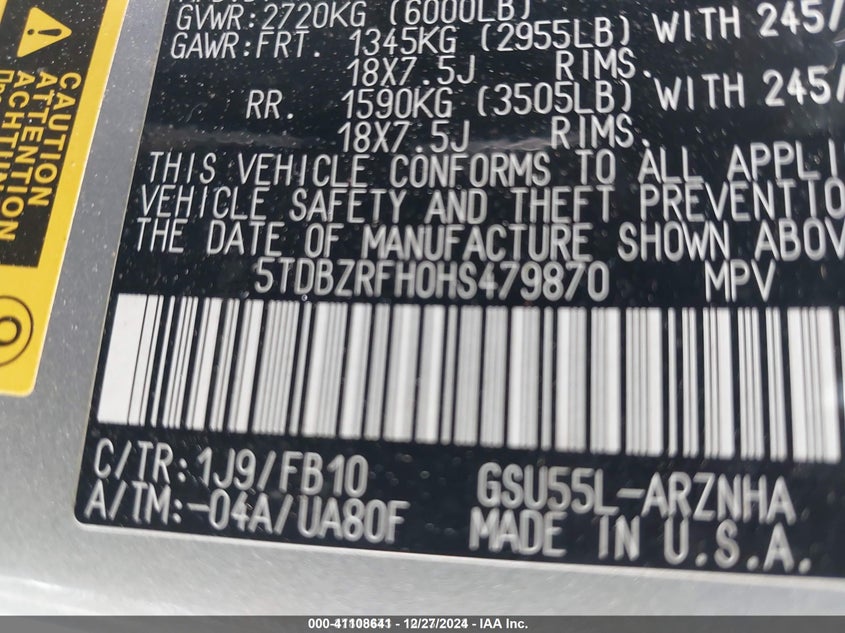 GVWR:2720KG (6000LB)
GAWR:FRT. 1345KG (2955LB) WITH 245/
18X7.5J RIMS.
RR. 1590KG (3505LB) WITH 245/
18X7.5J RIMS.
THIS VEHICLE CONFORMS TO ALL APPLI
VEHICLE SAFETY AND THEFT PREVENTIO
THE DATE OF MANUFACTURE SHOWN ABOV
5TDBZRFH0HS479870 MPV
C/TR:1J9/FB10 GSU55L-ARZNHA
A/TM:-04A/UA80F MADE IN U.S.A.
CAUTION
ATTENTION
ACHTUNG
000-41108641 - 12/27/2024 - IAA Inc.